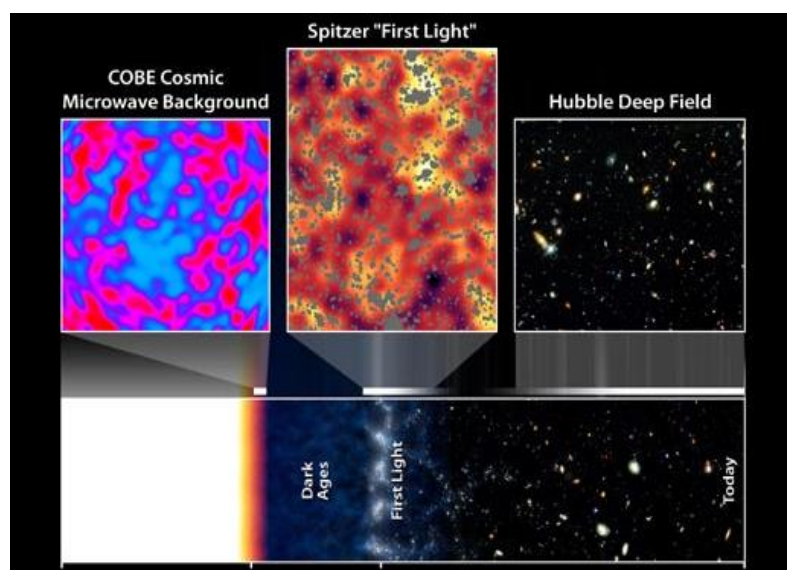 Spitzer "First Light"
COBE Cosmic
Microwave Background
Hubble Deep Field
Dark
Ages
First Light
Today